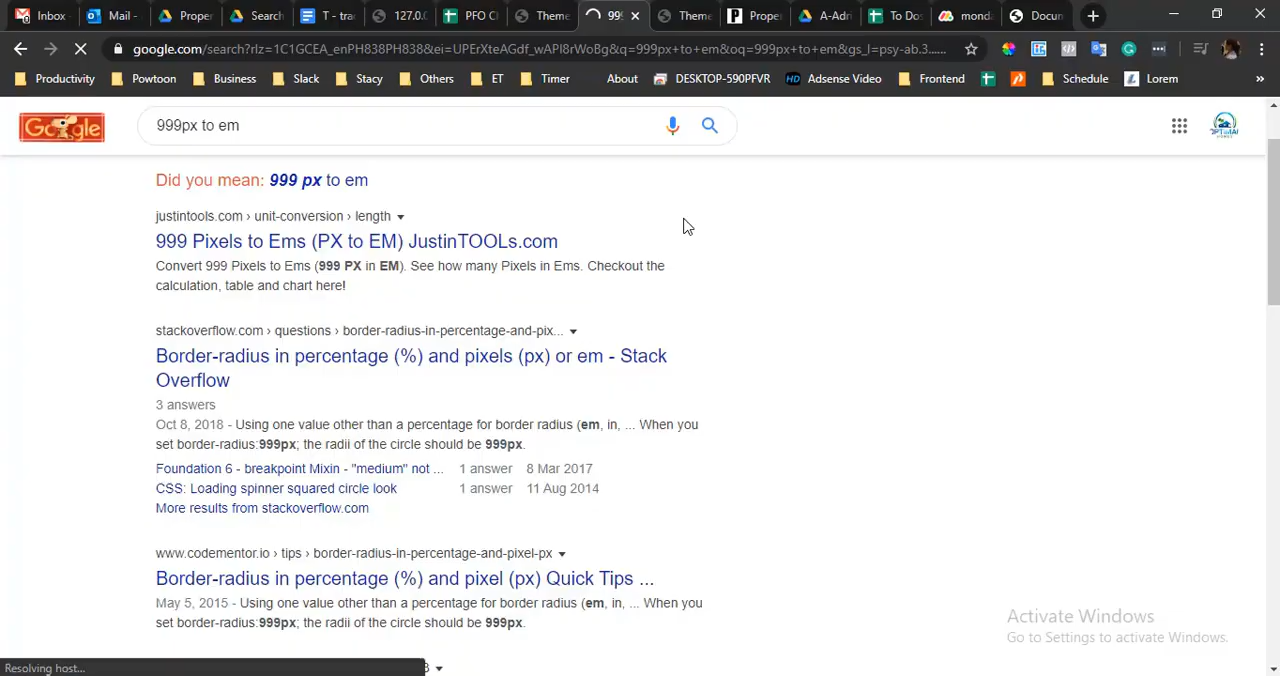 Inbox Mail - Proper Search T - tra 127.0. PFO C Theme 99 Theme Prope A-Adri To Dos monda Docun
google.com/search?rlz=1C1GCEA_enPH838PH838&ei=UPErXteAGdf_wAPI8rWoBg&q=999px+to+em&oq=999px+to+em&gs_l=psy-ab.3......
Productivity Powtoon Business Slack Stacy Others ET Timer About DESKTOP-590PFVR HD Adsense Video Frontend Schedule L Lorem »
Google 999px to em
Did you mean: 999 px to em
justintools.com › unit-conversion › length
999 Pixels to Ems (PX to EM) JustinTOOLs.com
Convert 999 Pixels to Ems (999 PX in EM). See how many Pixels in Ems. Checkout the
calculation, table and chart here!
stackoverflow.com › questions › border-radius-in-percentage-and-pix...
Border-radius in percentage (%) and pixels (px) or em - Stack
Overflow
3 answers
Oct 8, 2018 - Using one value other than a percentage for border radius (em, in, ... When you
set border-radius:999px; the radii of the circle should be 999px.
Foundation 6 - breakpoint Mixin - "medium" not ... 1 answer 8 Mar 2017
CSS: Loading spinner squared circle look 1 answer 11 Aug 2014
More results from stackoverflow.com
www.codementor.io › tips › border-radius-in-percentage-and-pixel-px
Border-radius in percentage (%) and pixel (px) Quick Tips ...
May 5, 2015 - Using one value other than a percentage for border radius (em, in, ... When you
set border-radius:999px; the radii of the circle should be 999px.
Activate Windows
Go to Settings to activate Windows.
Resolving host...